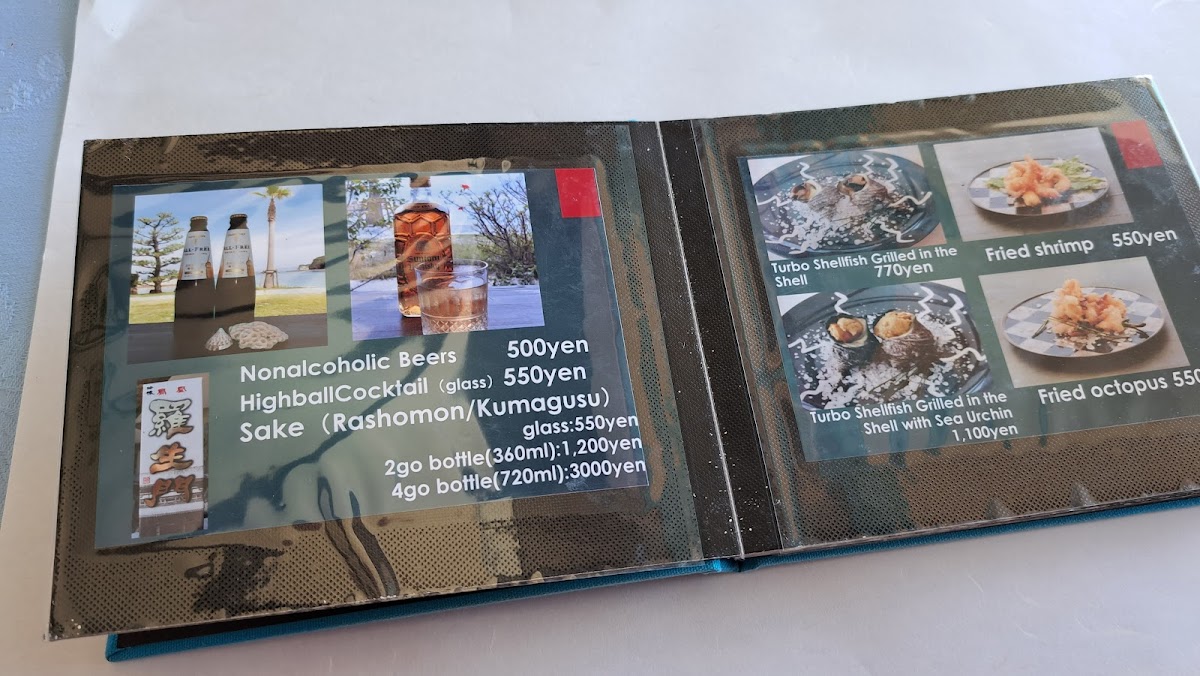 Nonalcoholic Beers 500yen
HighballCocktail（glass）550yen
Sake（Rashomon/Kumagusu）
glass:550yen
2go bottle(360ml):1,200yen
4go bottle(720ml):3000yen
羅生門
Turbo Shellfish Grilled in the
Shell 770yen
Fried shrimp 550yen
Turbo Shellfish Grilled in the
Shell with Sea Urchin
1,100yen
Fried octopus 550